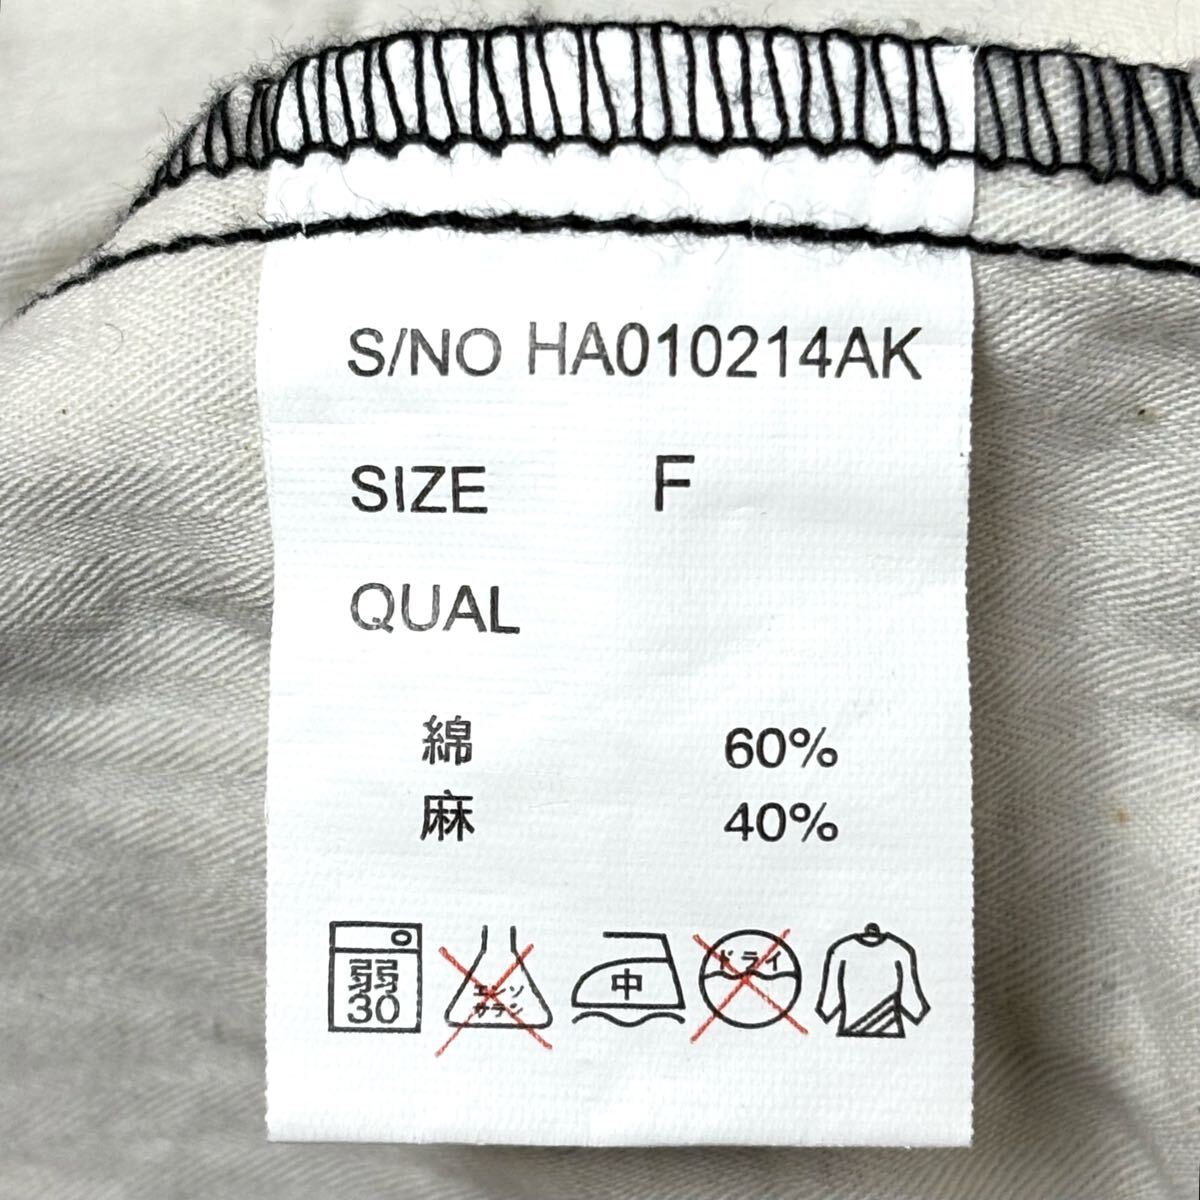 S/NO HA010214AK
SIZE F
QUAL
綿 60%
麻 40%
弱 30
エンソ サラシ
中
ドライ